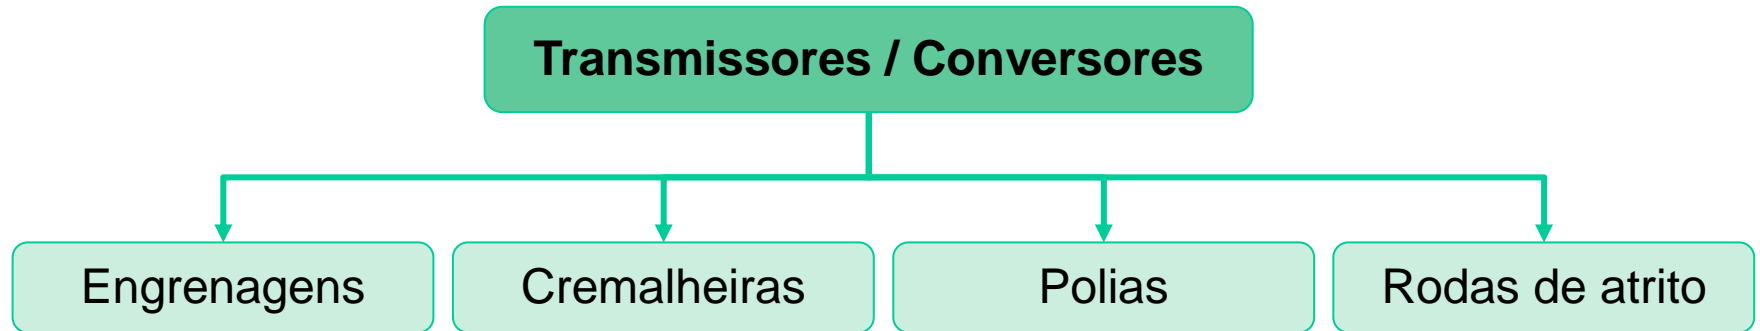 Transmissores / Conversores
Engrenagens
Cremalheiras
Polias
Rodas de atrito